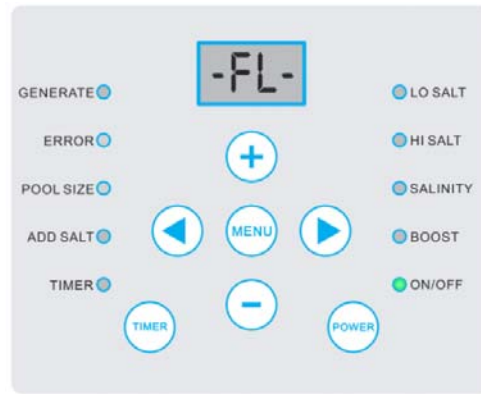 -FL-
GENERATE
LO SALT
ERROR
HI SALT
POOL SIZE
SALINITY
MENU
ADD SALT
BOOST
TIMER
ON/OFF
TIMER
POWER